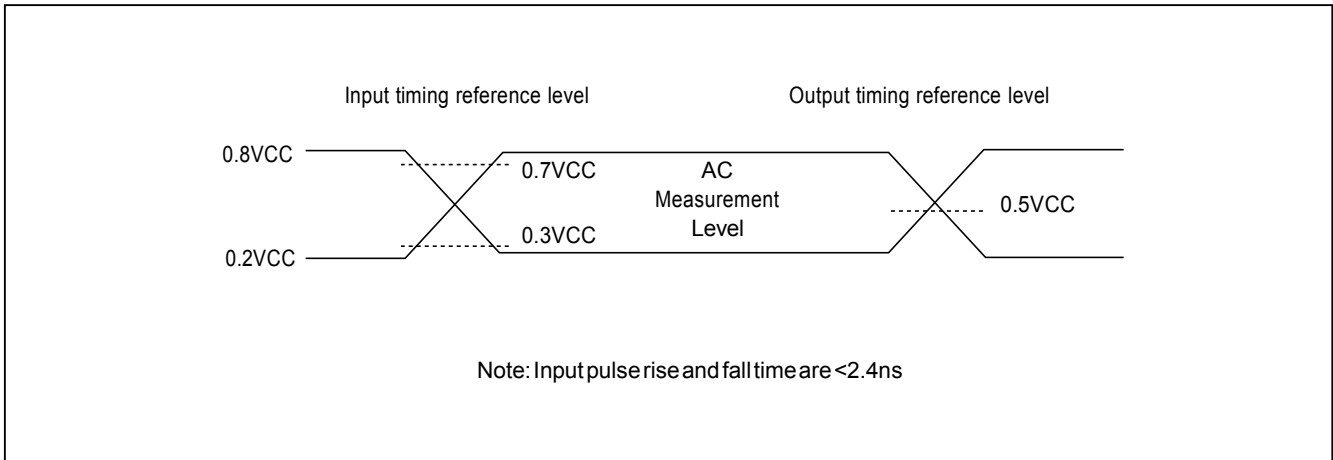 Input timing reference level
Output timing reference level
0.8VCC
0.7VCC
AC
Measurement
Level
0.5VCC
0.3VCC
0.2VCC
Note: Input pulse rise and fall time are <2.4ns